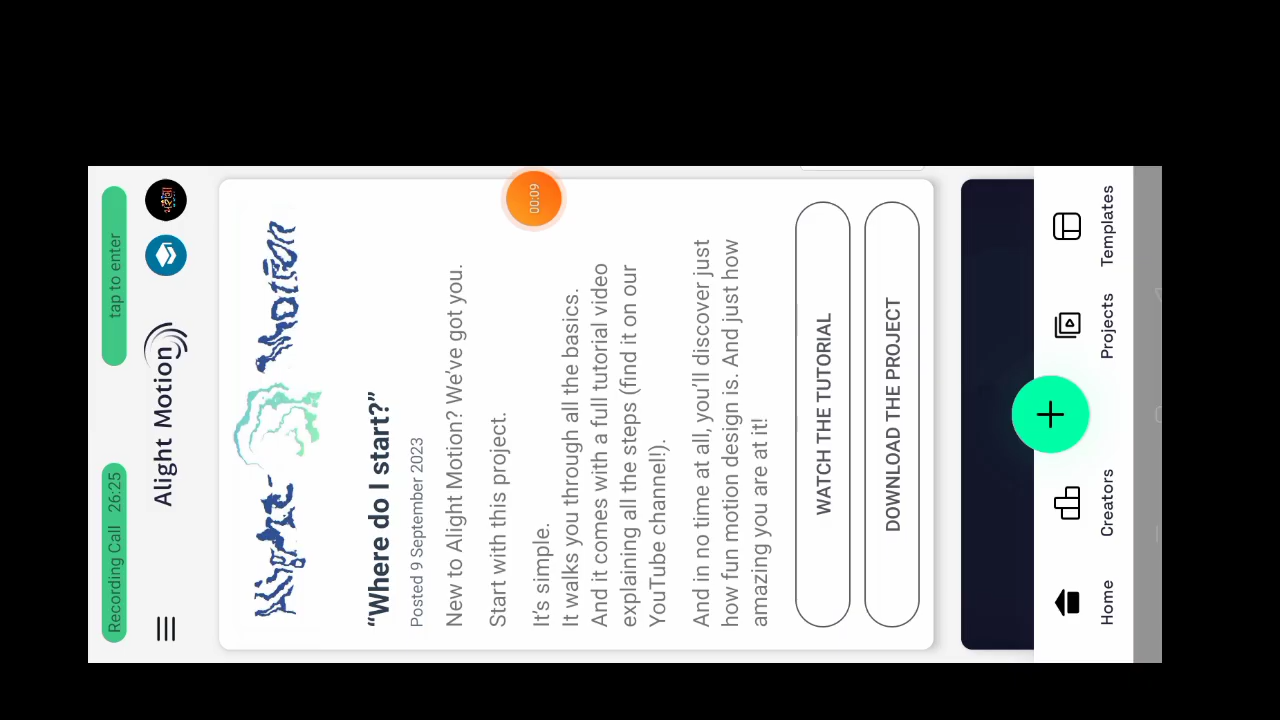 Recording Call 26:25
tap to enter
Alight Motion
Alight Motion
00:09
“Where do I start?”
Posted 9 September 2023
New to Alight Motion? We’ve got you.
Start with this project.
It’s simple.
It walks you through all the basics.
And it comes with a full tutorial video
explaining all the steps (find it on our
YouTube channel!).
And in no time at all, you’ll discover just
how fun motion design is. And just how
amazing you are at it!
WATCH THE TUTORIAL
DOWNLOAD THE PROJECT
Home
Creators
Projects
Templates